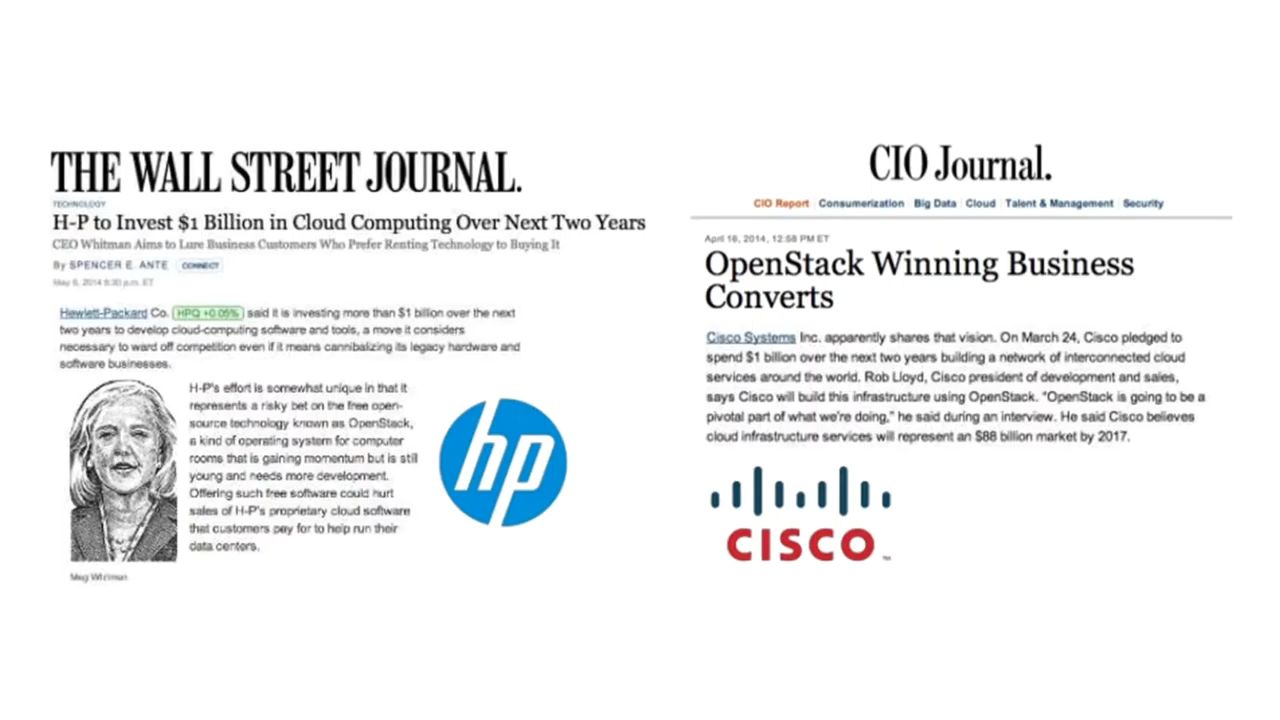 THE WALL STREET JOURNAL.
TECHNOLOGY
H-P to Invest $1 Billion in Cloud Computing Over Next Two Years
CEO Whitman Aims to Lure Business Customers Who Prefer Renting Technology to Buying It
By SPENCER E. ANTE CONNECT
May 6, 2014 8:30 p.m. ET
Hewlett-Packard Co. HPQ +0.05% said it is investing more than $1 billion over the next
two years to develop cloud-computing software and tools, a move it considers
necessary to ward off competition even if it means cannibalizing its legacy hardware and
software businesses.
H-P's effort is somewhat unique in that it
represents a risky bet on the free open-
source technology known as OpenStack,
a kind of operating system for computer
rooms that is gaining momentum but is still
young and needs more development.
Offering such free software could hurt
sales of H-P's proprietary cloud software
that customers pay for to help run their
data centers.
Meg Whitman
hp
CIO Journal.
CIO Report Consumerization Big Data Cloud Talent & Management Security
April 16, 2014, 12:58 PM ET
OpenStack Winning Business
Converts
Cisco Systems Inc. apparently shares that vision. On March 24, Cisco pledged to
spend $1 billion over the next two years building a network of interconnected cloud
services around the world. Rob Lloyd, Cisco president of development and sales,
says Cisco will build this infrastructure using OpenStack. "OpenStack is going to be a
pivotal part of what we're doing," he said during an interview. He said Cisco believes
cloud infrastructure services will represent an $88 billion market by 2017.
CISCO™